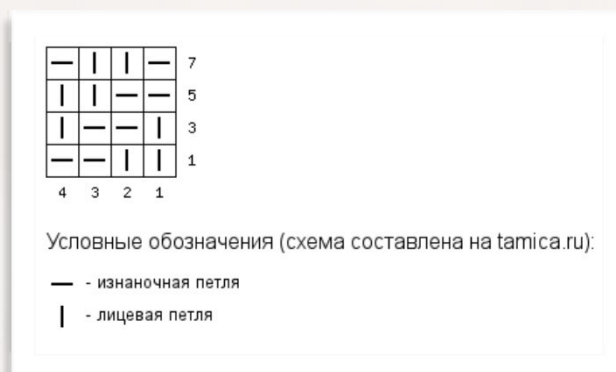 7
5
3
1
4 3 2 1
Условные обозначения (схема составлена на tamica.ru):
- изнаночная петля
- лицевая петля